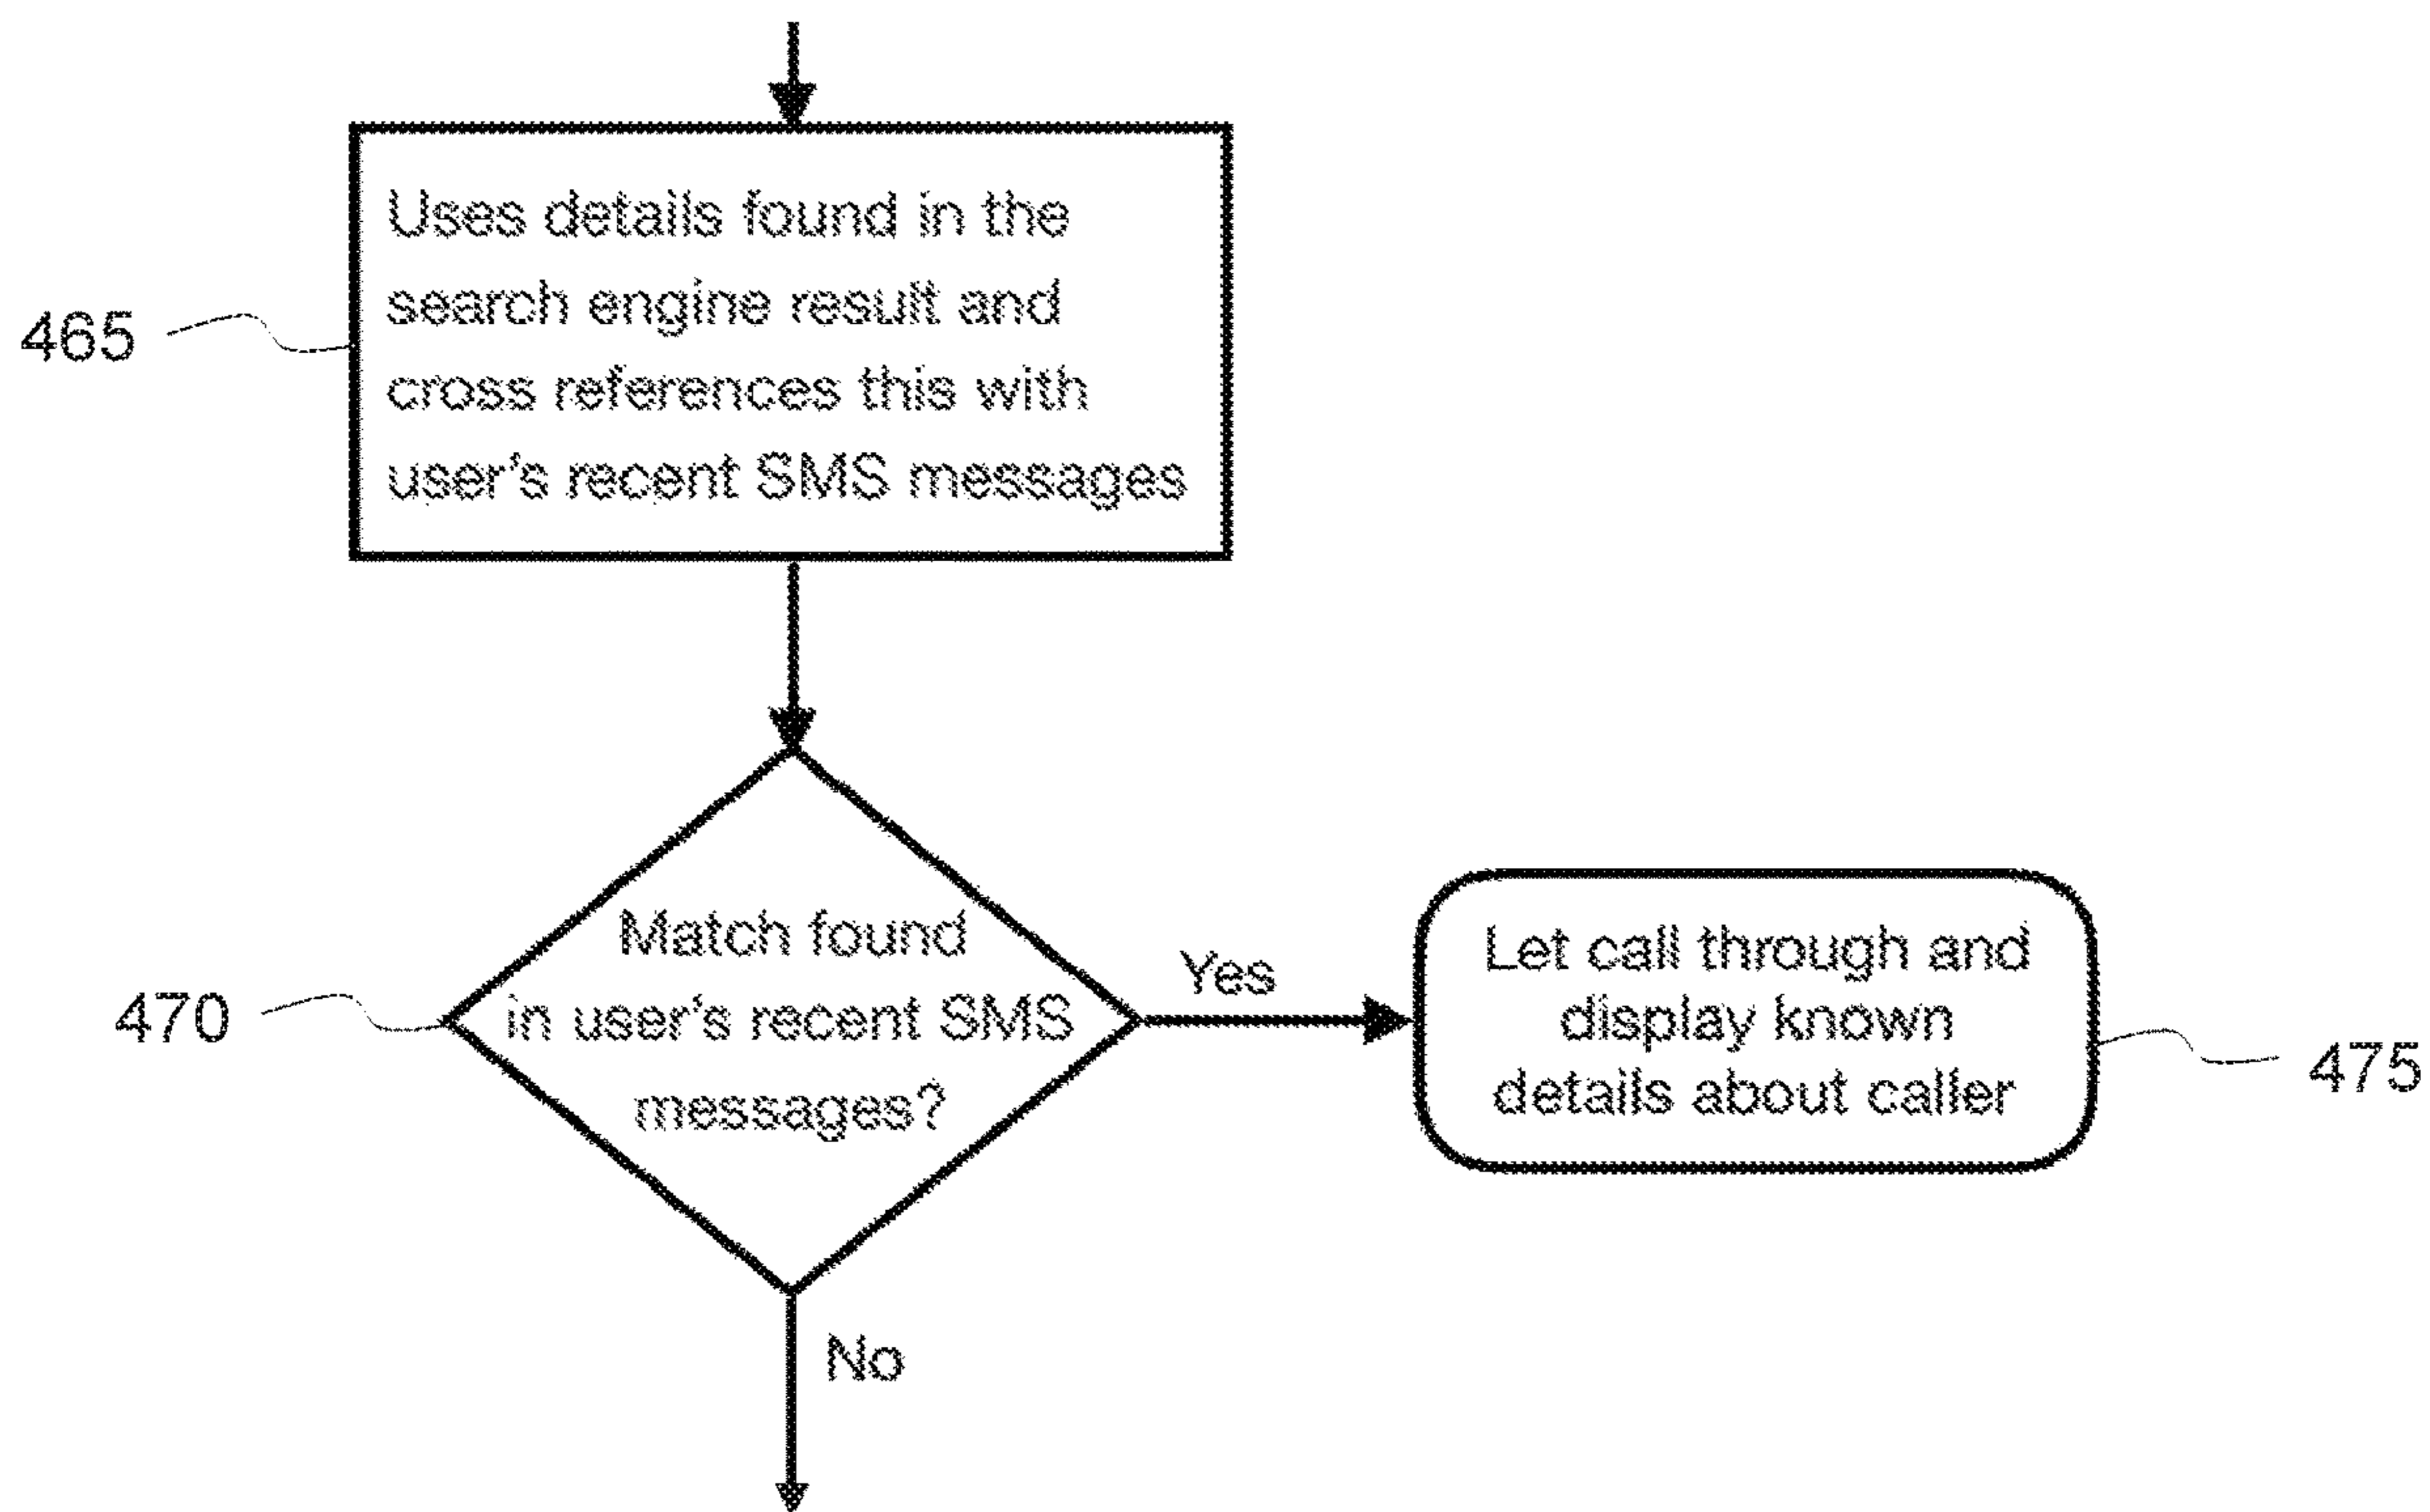 Uses details found in the
search engine result and
cross references this with
user's recent SMS messages
465
Match found
in user's recent SMS
messages?
470
Yes
Let call through and
display known
details about caller
475
No